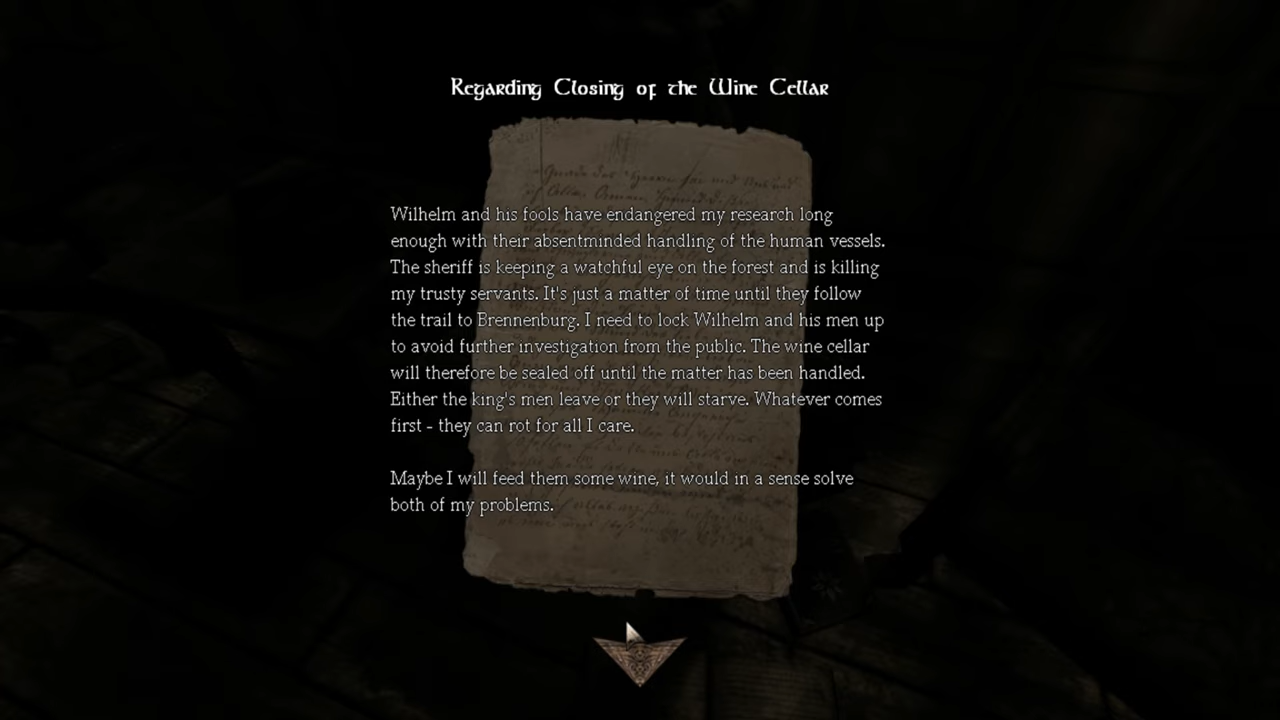 Regarding Closing of the Wine Cellar
Wilhelm and his fools have endangered my research long
enough with their absentminded handling of the human vessels.
The sheriff is keeping a watchful eye on the forest and is killing
my trusty servants. It's just a matter of time until they follow
the trail to Brennenburg. I need to lock Wilhelm and his men up
to avoid further investigation from the public. The wine cellar
will therefore be sealed off until the matter has been handled.
Either the king's men leave or they will starve. Whatever comes
first - they can rot for all I care.
Maybe I will feed them some wine, it would in a sense solve
both of my problems.